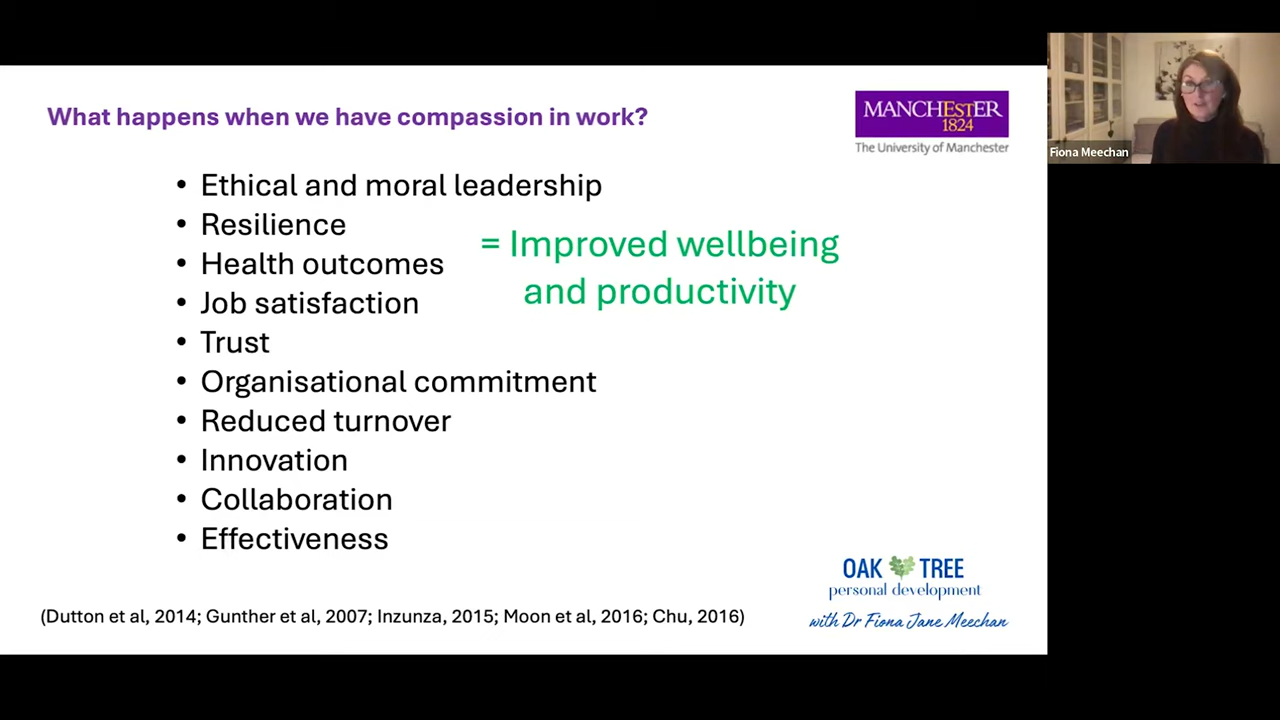 What happens when we have compassion in work?
MANCHESTER
1824
The University of Manchester
Fiona Meechan
• Ethical and moral leadership
• Resilience
• Health outcomes
• Job satisfaction
• Trust
• Organisational commitment
• Reduced turnover
• Innovation
• Collaboration
• Effectiveness
= Improved wellbeing
and productivity
(Dutton et al, 2014; Gunther et al, 2007; Inzunza, 2015; Moon et al, 2016; Chu, 2016)
OAK TREE
personal development
with Dr Fiona Jane Meechan